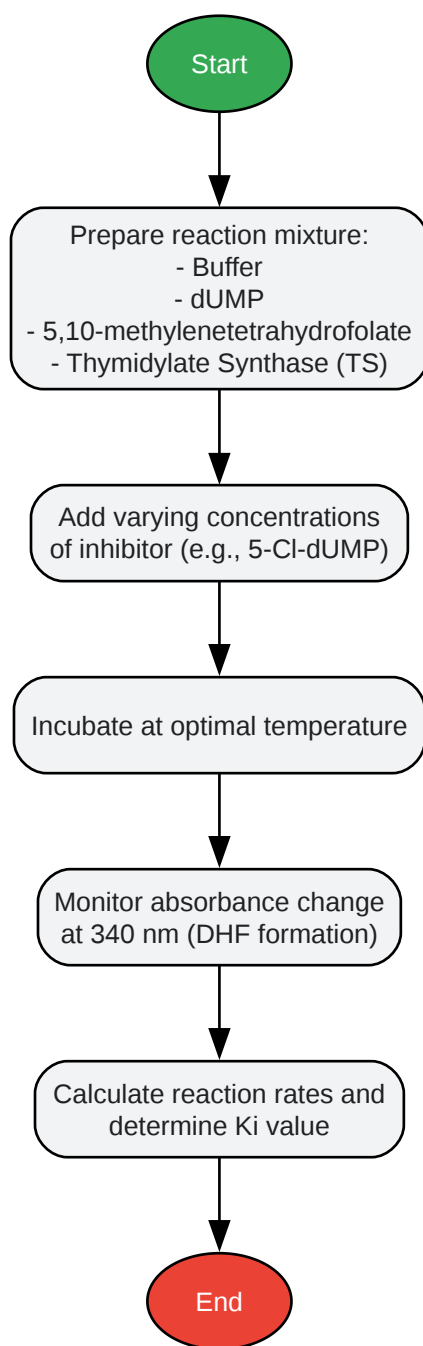 Start
Prepare reaction mixture:
- Buffer
- dUMP
- 5,10-methylenetetrahydrofolate
- Thymidylate Synthase (TS)
Add varying concentrations
of inhibitor (e.g., 5-Cl-dUMP)
Incubate at optimal temperature
Monitor absorbance change
at 340 nm (DHF formation)
Calculate reaction rates and
determine Ki value
End